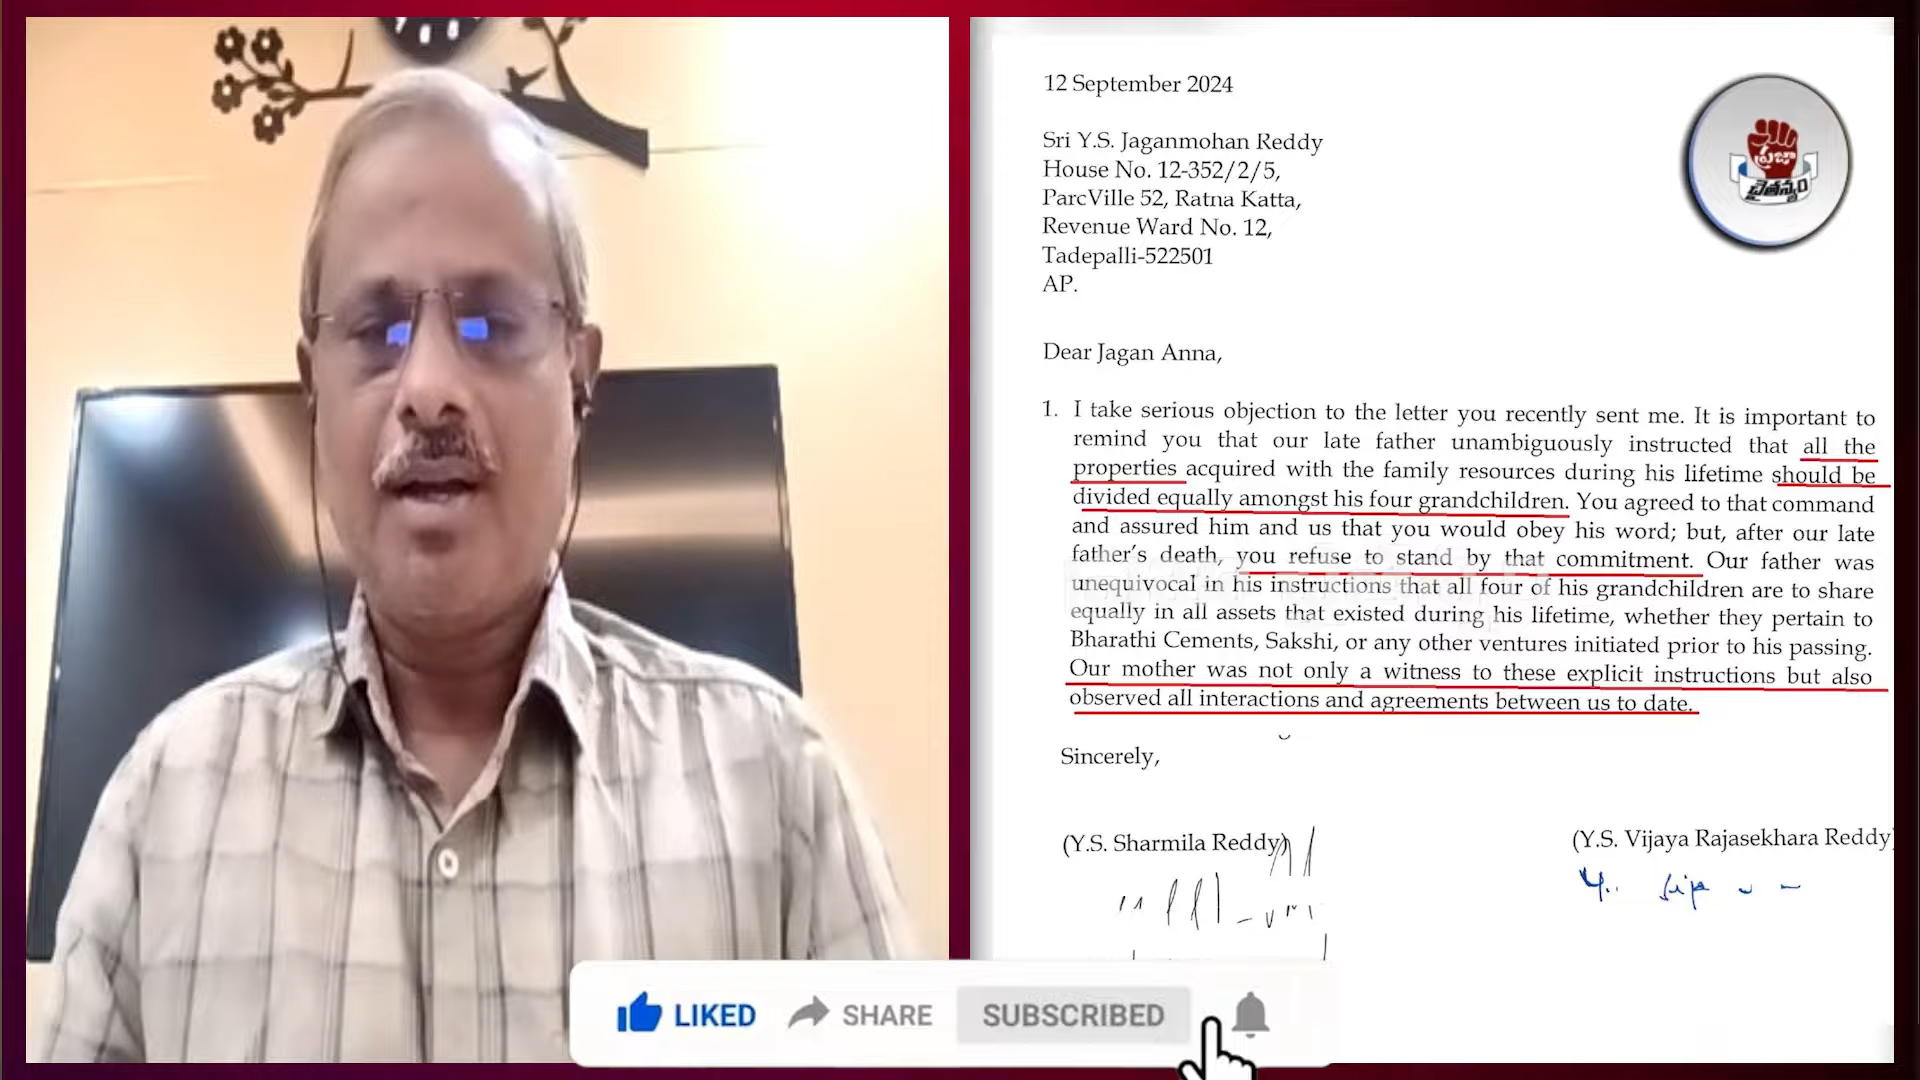 12 September 2024
ప్రజా
చైతన్యం
Sri Y.S. Jaganmohan Reddy
House No. 12-352/2/5,
ParcVille 52, Ratna Katta,
Revenue Ward No. 12,
Tadepalli-522501
AP.
Dear Jagan Anna,
1. I take serious objection to the letter you recently sent me. It is important to
remind you that our late father unambiguously instructed that all the
properties acquired with the family resources during his lifetime should be
divided equally amongst his four grandchildren. You agreed to that command
and assured him and us that you would obey his word; but, after our late
father's death, you refuse to stand by that commitment. Our father was
unequivocal in his instructions that all four of his grandchildren are to share
equally in all assets that existed during his lifetime, whether they pertain to
Bharathi Cements, Sakshi, or any other ventures initiated prior to his passing.
Our mother was not only a witness to these explicit instructions but also
observed all interactions and agreements between us to date.
Sincerely,
(Y.S. Sharmila Reddy)
(Y.S. Vijaya Rajasekhara Reddy)
LIKED
SHARE
SUBSCRIBED